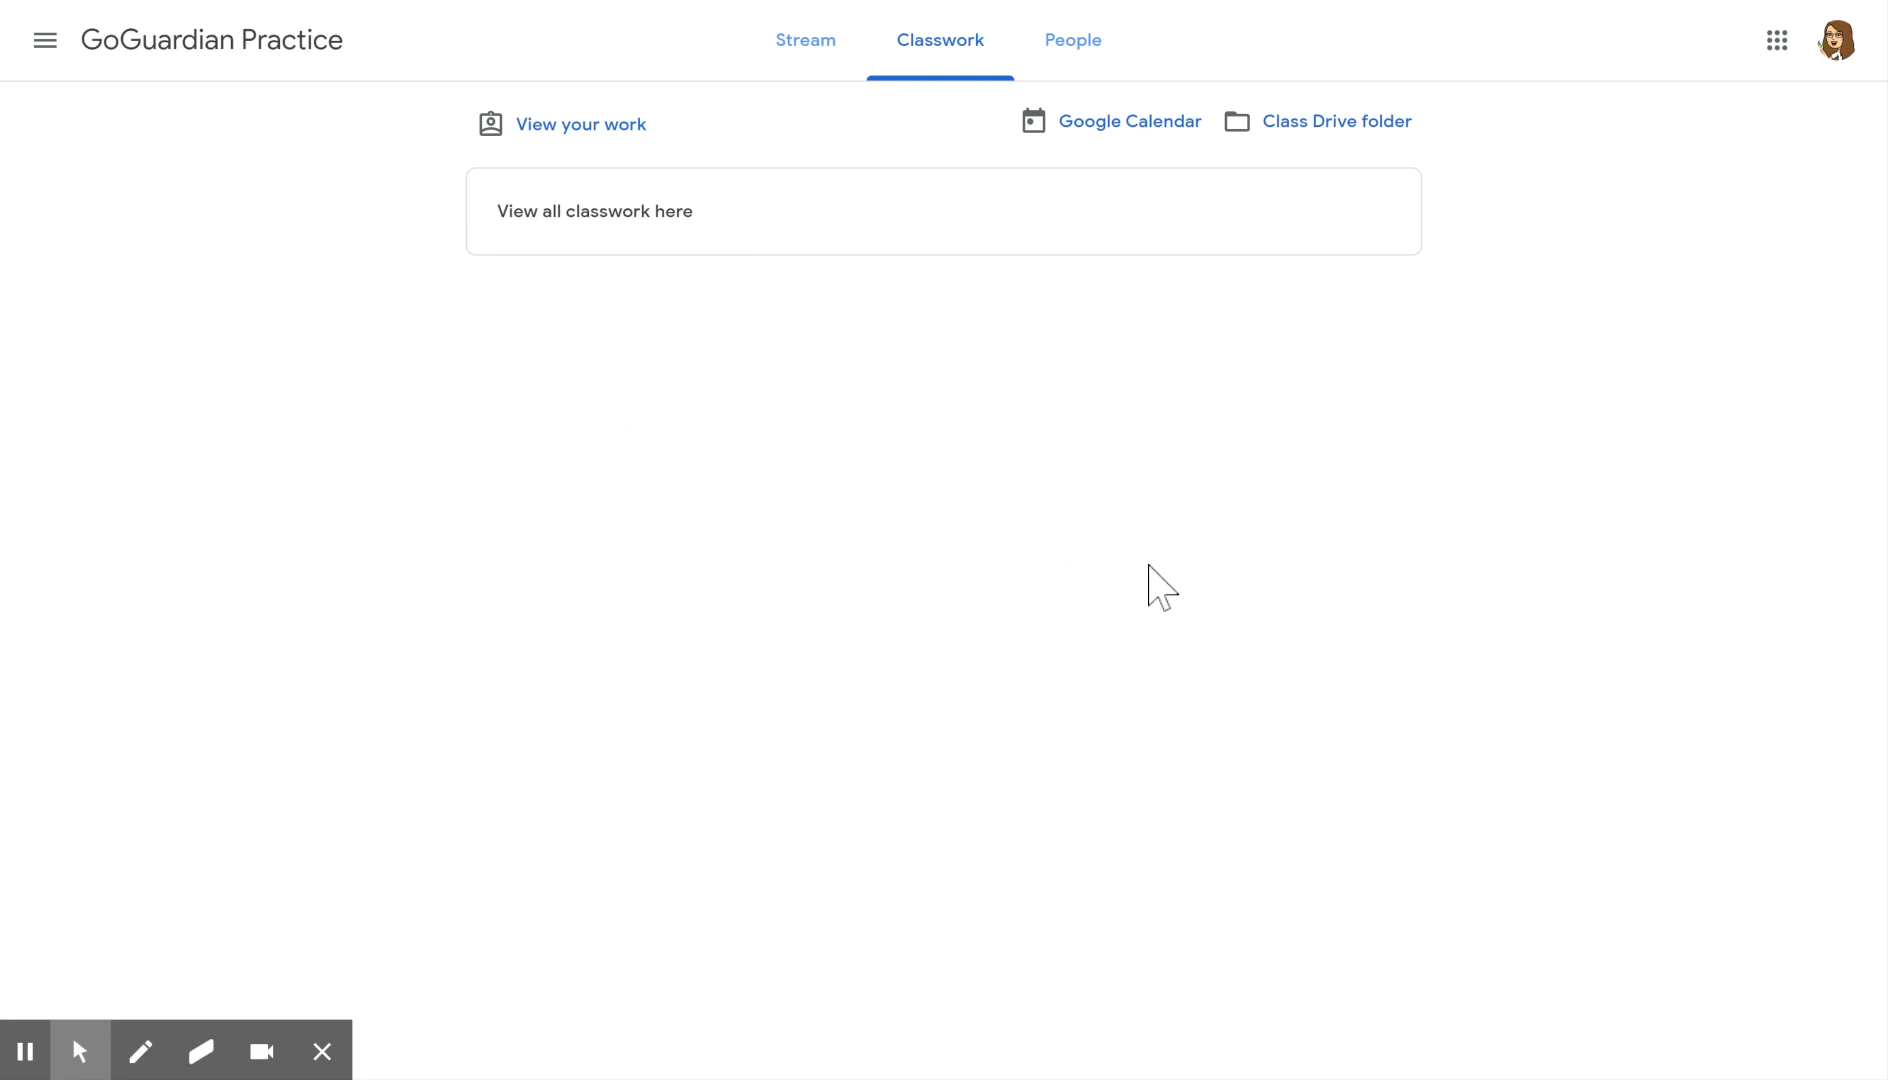 GoGuardian Practice
Stream
Classwork
People
View your work
Google Calendar
Class Drive folder
View all classwork here